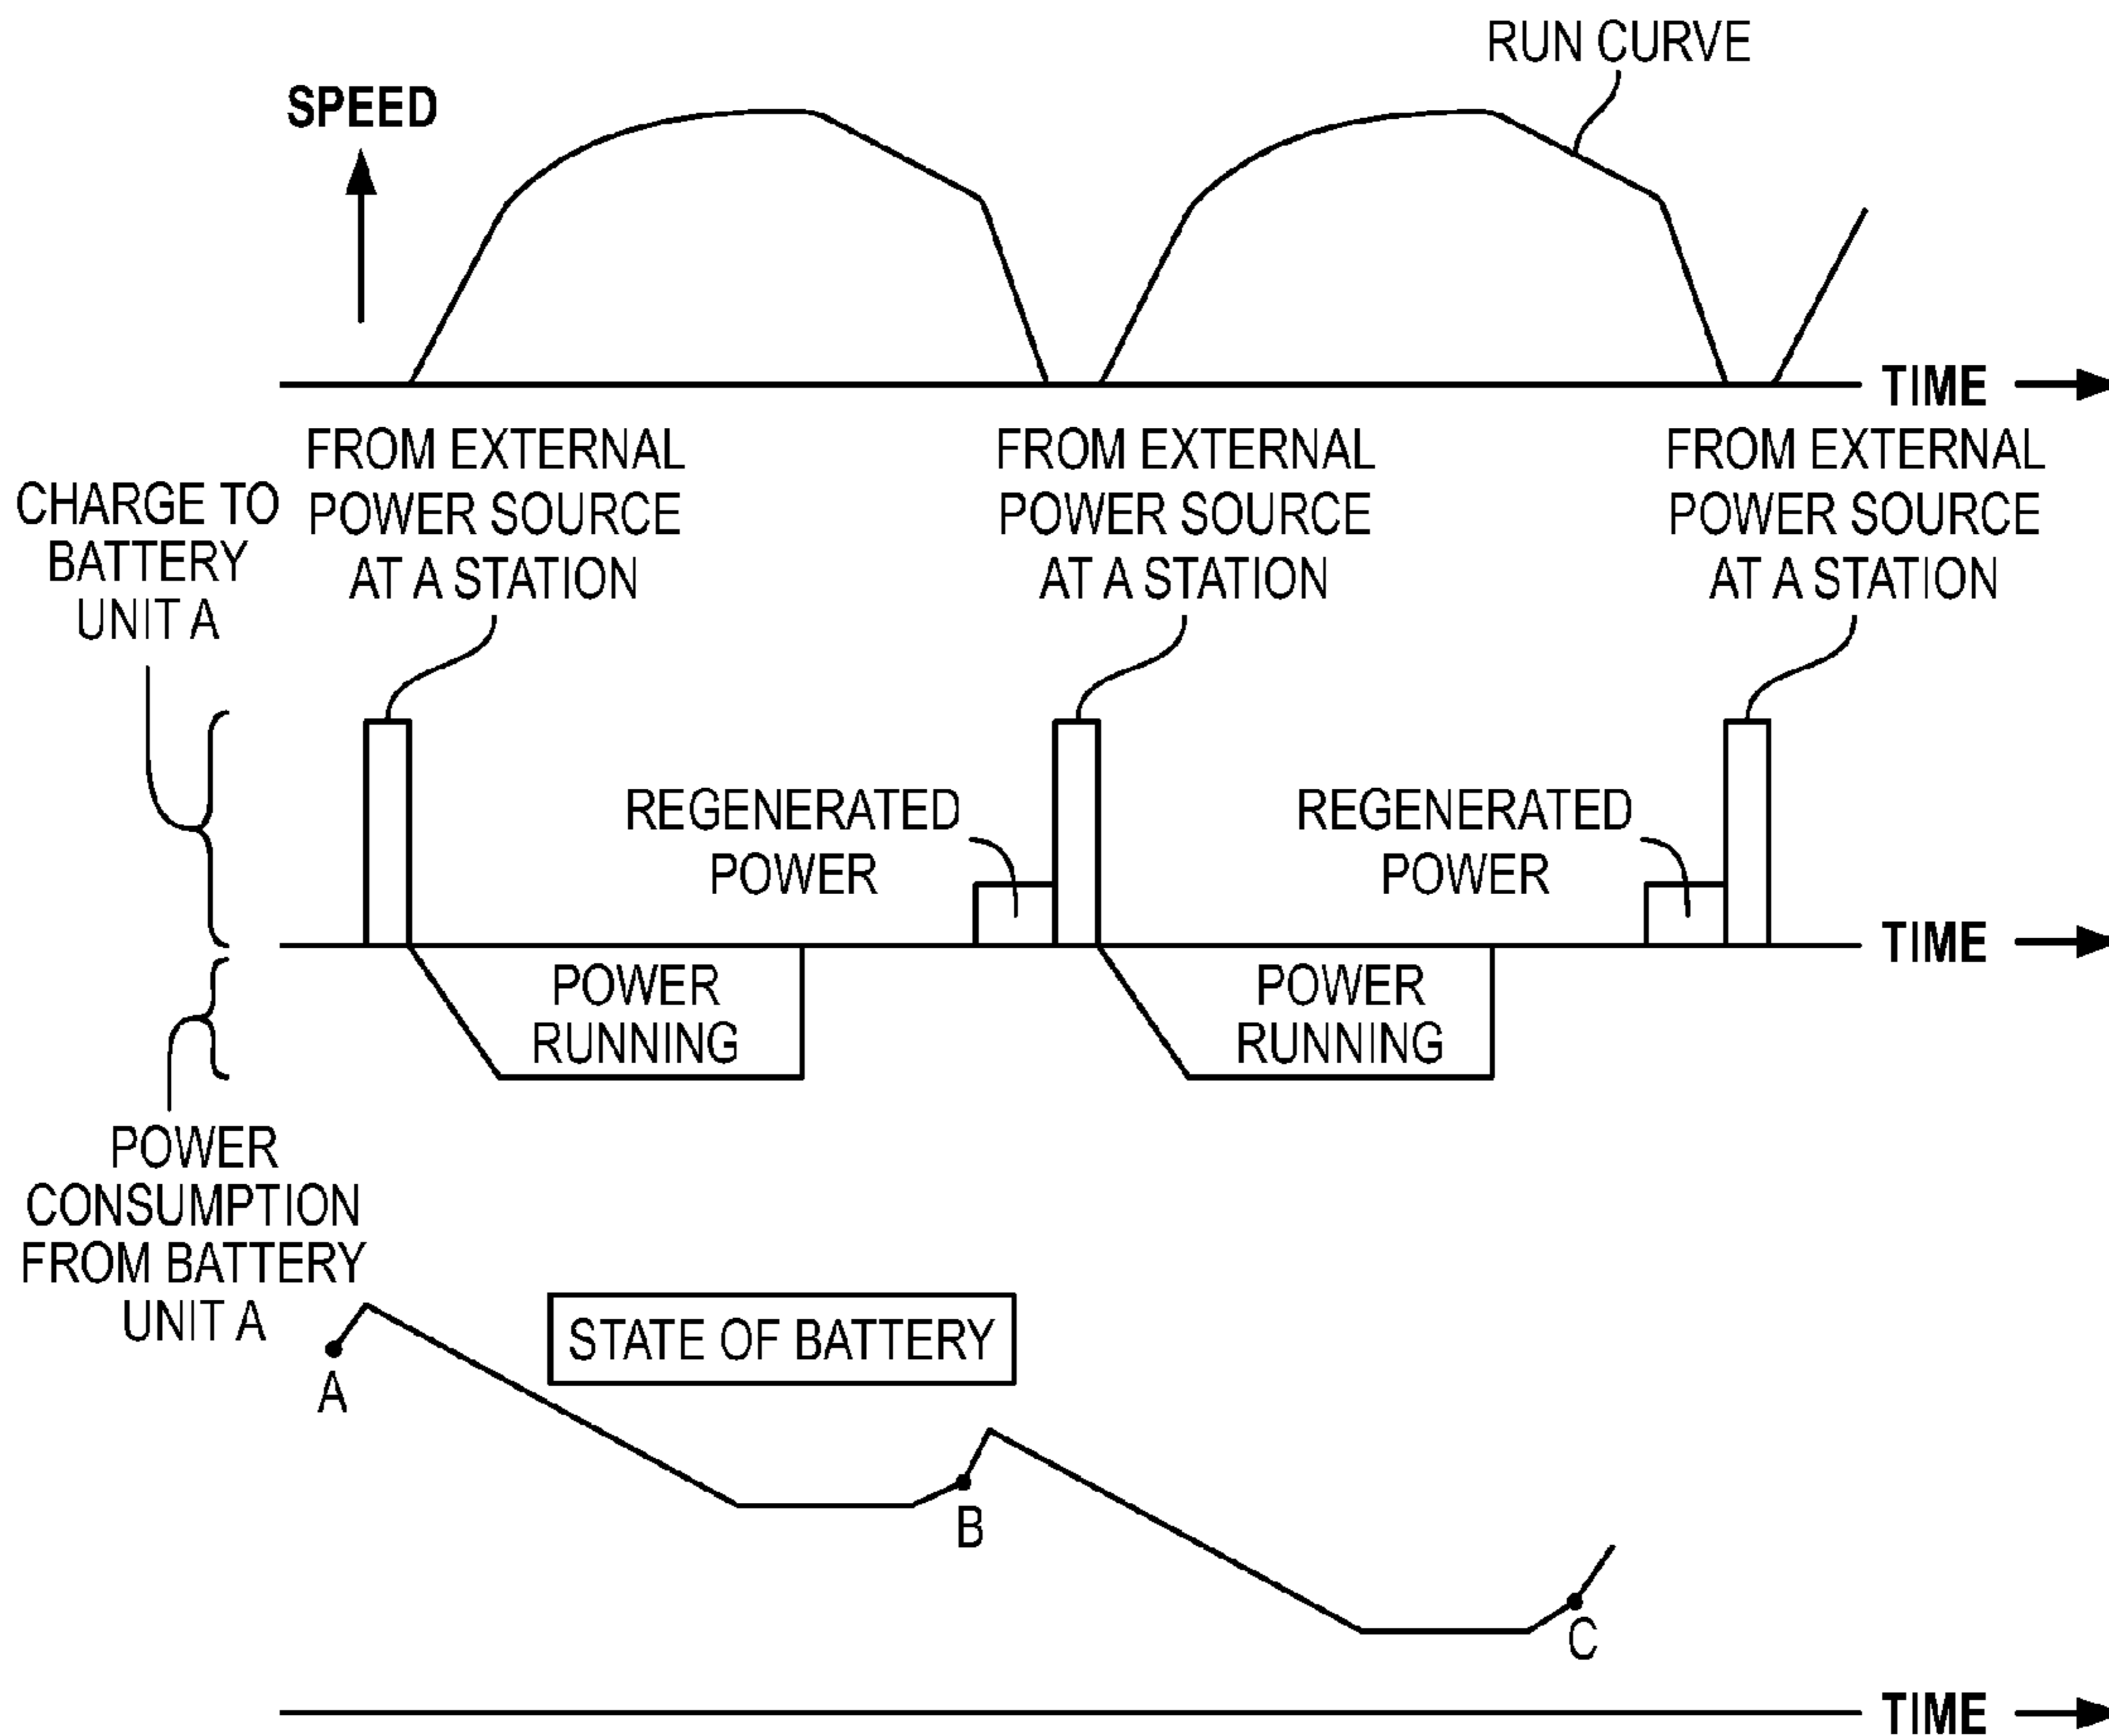 RUN CURVE
SPEED
TIME
FROM EXTERNAL
POWER SOURCE
AT A STATION
FROM EXTERNAL
POWER SOURCE
AT A STATION
FROM EXTERNAL
POWER SOURCE
AT A STATION
CHARGE TO
BATTERY
UNIT A
REGENERATED
POWER
REGENERATED
POWER
TIME
POWER
RUNNING
POWER
RUNNING
POWER
CONSUMPTION
FROM BATTERY
UNIT A
STATE OF BATTERY
A
B
C
TIME